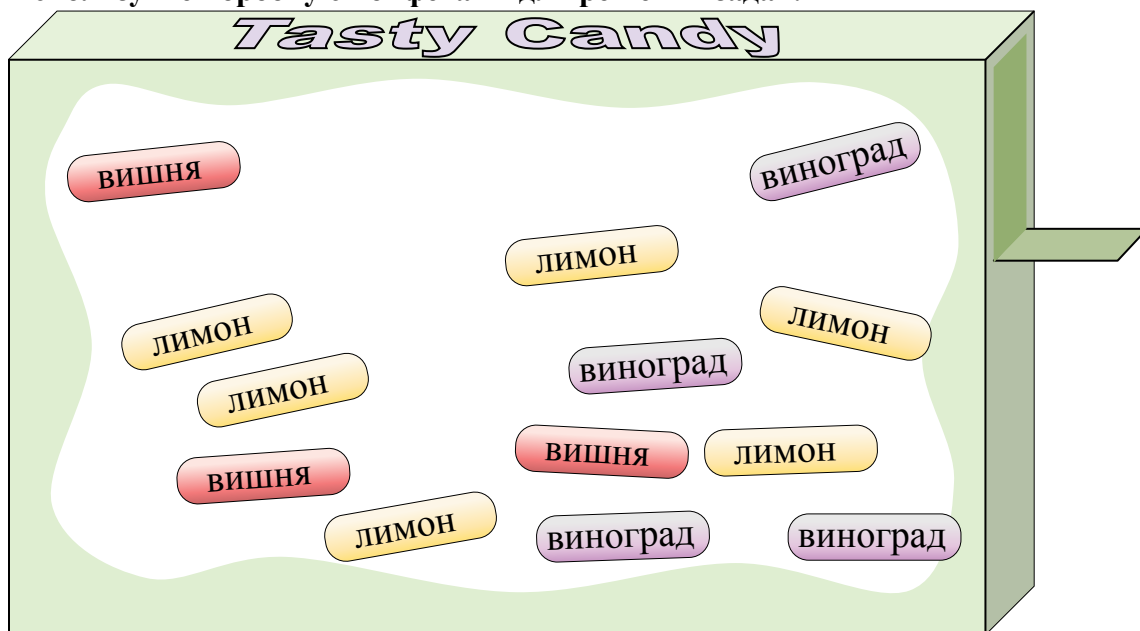 Tasty Candy
вишня
виноград
лимон
лимон
лимон
виноград
лимон
вишня
лимон
вишня
лимон
виноград
виноград